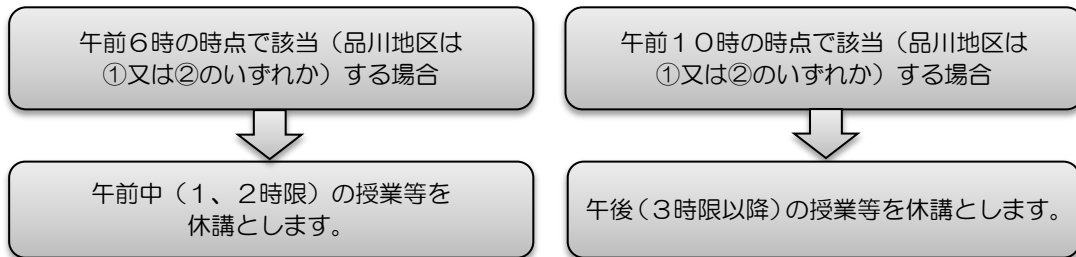 午前6時の時点で該当（品川地区は
①又は②のいずれか）する場合
午前中（1、2時限）の授業等を
休講とします。
午前10時の時点で該当（品川地区は
①又は②のいずれか）する場合
午後（3時限以降）の授業等を休講とします。